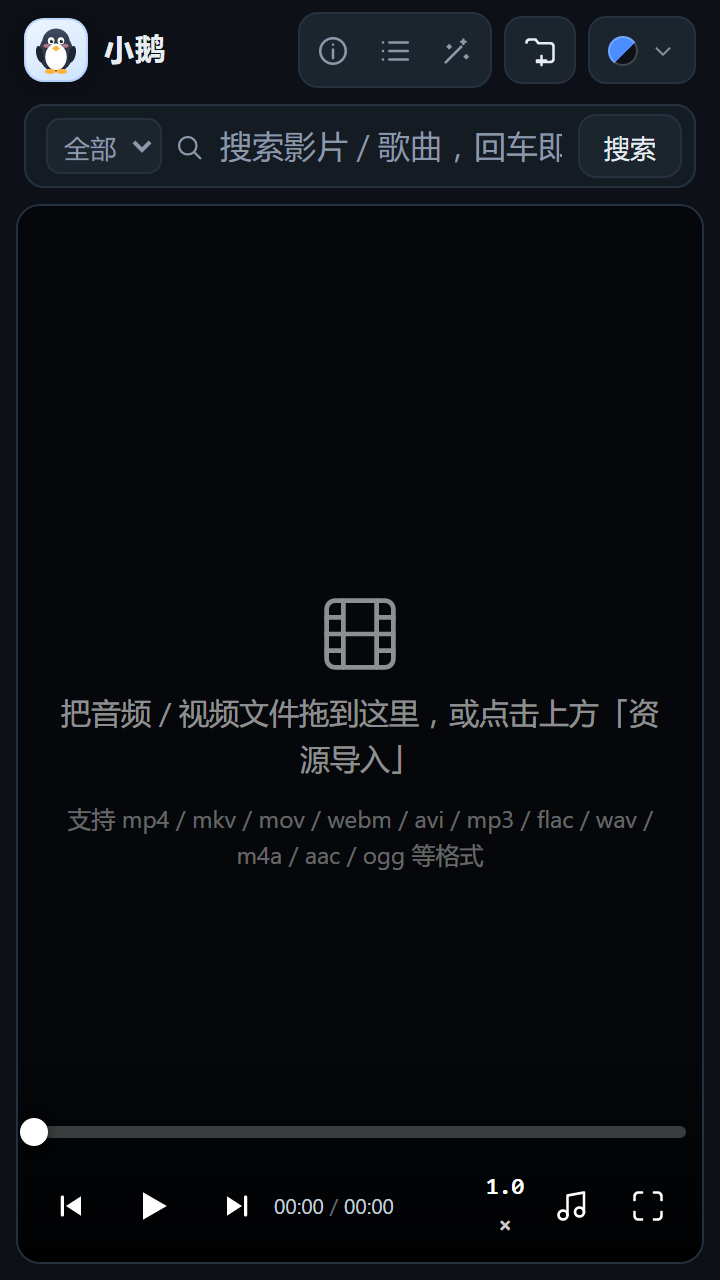 小鹅
全部
搜索影片 / 歌曲，回车即
搜索
把音频 / 视频文件拖到这里，或点击上方「资
源导入」
支持 mp4 / mkv / mov / webm / avi / mp3 / flac / wav /
m4a / aac / ogg 等格式
00:00 / 00:00
1.0
×